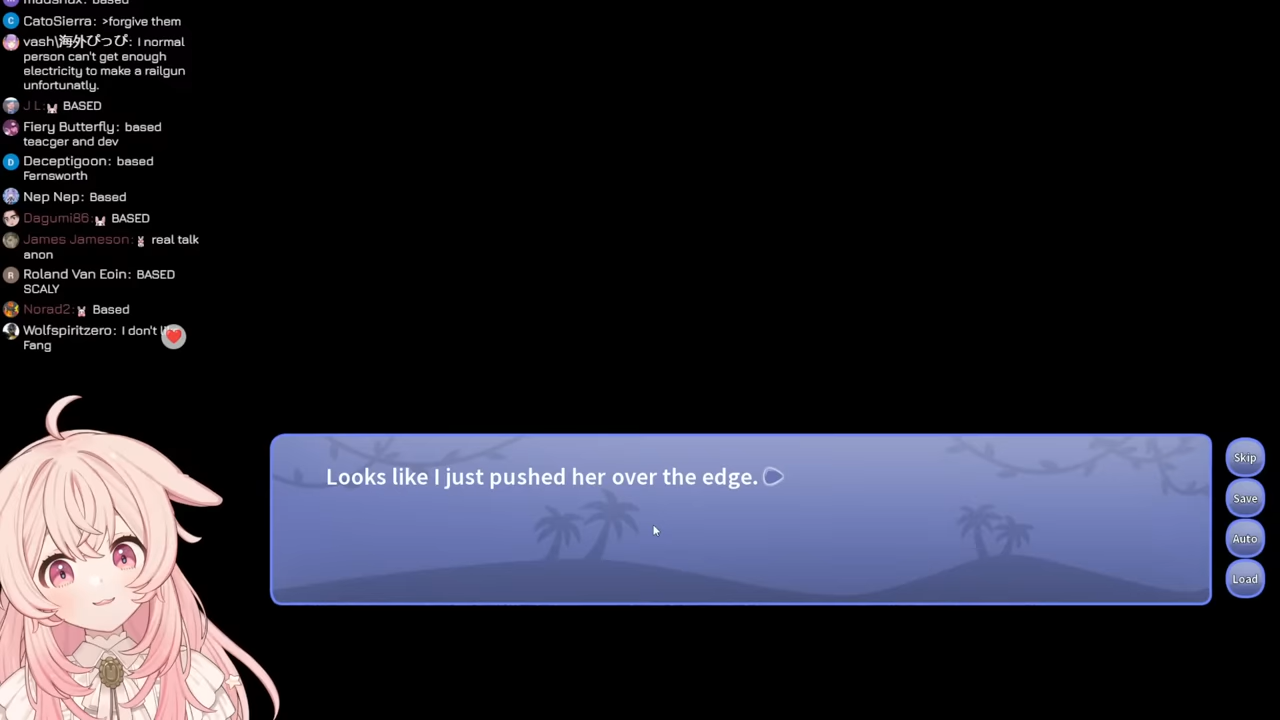 madshax: based
CatoSierra: >forgive them
vash\海外ぴっぴ: I normal
person can't get enough
electricity to make a railgun
unfortunatly.
J L: BASED
Fiery Butterfly: based
teacger and dev
Deceptigoon: based
Fernsworth
Nep Nep: Based
Dagumi86: BASED
James Jameson: real talk
anon
Roland Van Eoin: BASED
SCALY
Norad2: Based
Wolfspiritzero: I don't
Fang
Looks like I just pushed her over the edge.
Skip
Save
Auto
Load